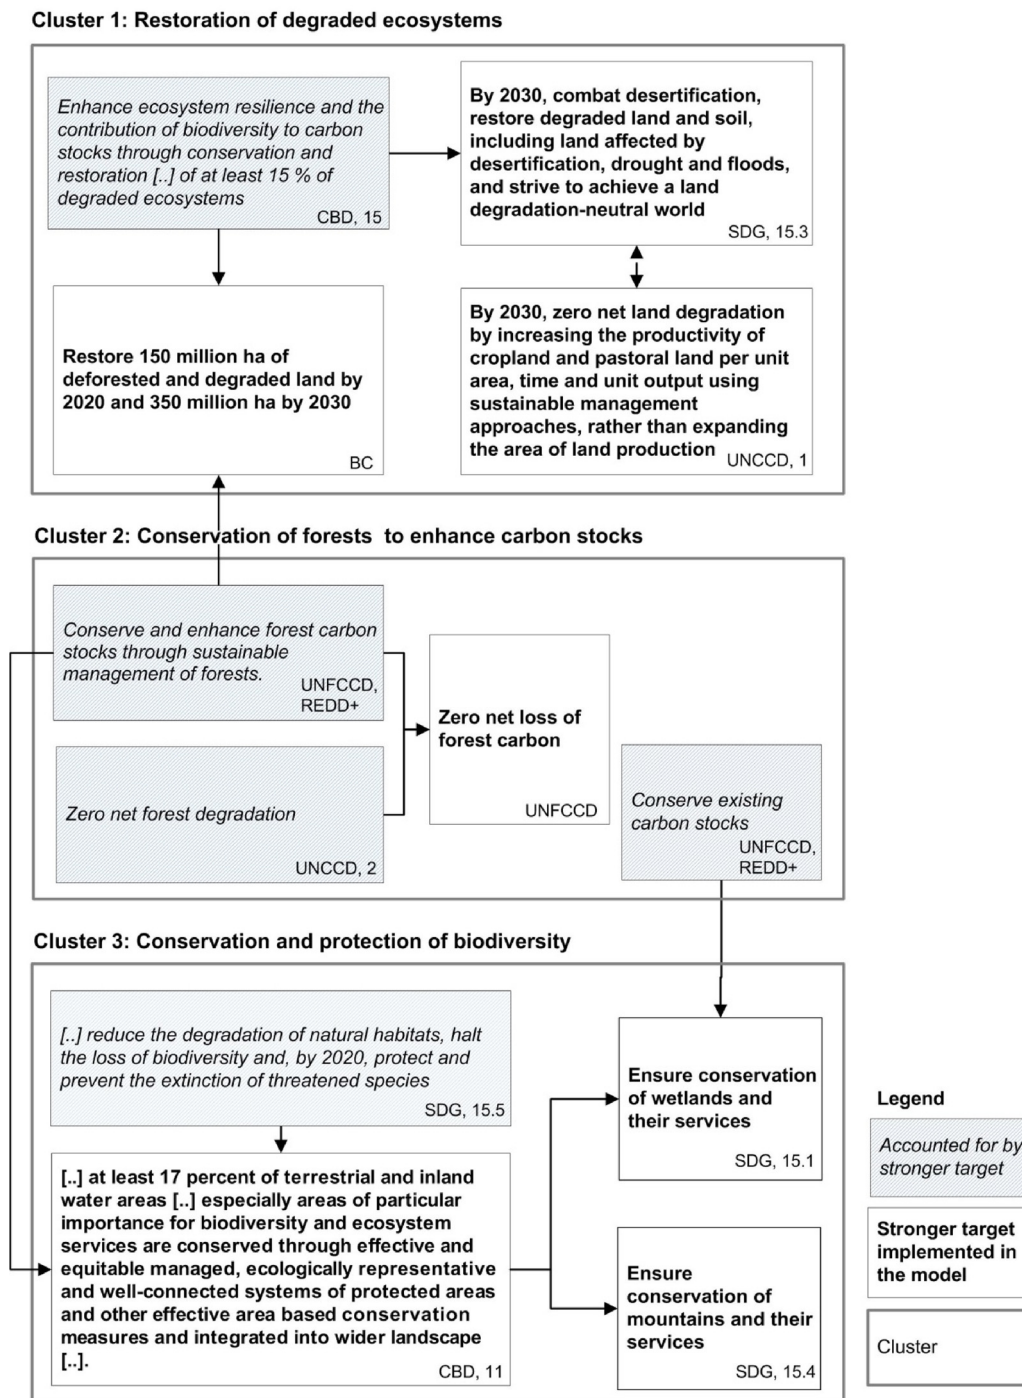 Cluster 1: Restoration of degraded ecosystems
Enhance ecosystem resilience and the
contribution of biodiversity to carbon
stocks through conservation and
restoration [..] of at least 15 % of
degraded ecosystems
CBD, 15
By 2030, combat desertification,
restore degraded land and soil,
including land affected by
desertification, drought and floods,
and strive to achieve a land
degradation-neutral world
SDG, 15.3
Restore 150 million ha of
deforested and degraded land by
2020 and 350 million ha by 2030
BC
By 2030, zero net land degradation
by increasing the productivity of
cropland and pastoral land per unit
area, time and unit output using
sustainable management
approaches, rather than expanding
the area of land production
UNCCD, 1
Cluster 2: Conservation of forests to enhance carbon stocks
Conserve and enhance forest carbon
stocks through sustainable
management of forests.
UNFCCD,
REDD+
Zero net forest degradation
UNCCD, 2
Zero net loss of
forest carbon
UNFCCD
Conserve existing
carbon stocks
UNFCCD,
REDD+
Cluster 3: Conservation and protection of biodiversity
[..] reduce the degradation of natural habitats, halt
the loss of biodiversity and, by 2020, protect and
prevent the extinction of threatened species
SDG, 15.5
[..] at least 17 percent of terrestrial and inland
water areas [..] especially areas of particular
importance for biodiversity and ecosystem
services are conserved through effective and
equitable managed, ecologically representative
and well-connected systems of protected areas
and other effective area based conservation
measures and integrated into wider landscape
[..].
CBD, 11
Ensure conservation
of wetlands and
their services
SDG, 15.1
Ensure
conservation of
mountains and their
services
SDG, 15.4
Legend
Accounted for by
stronger target
Stronger target
implemented in
the model
Cluster